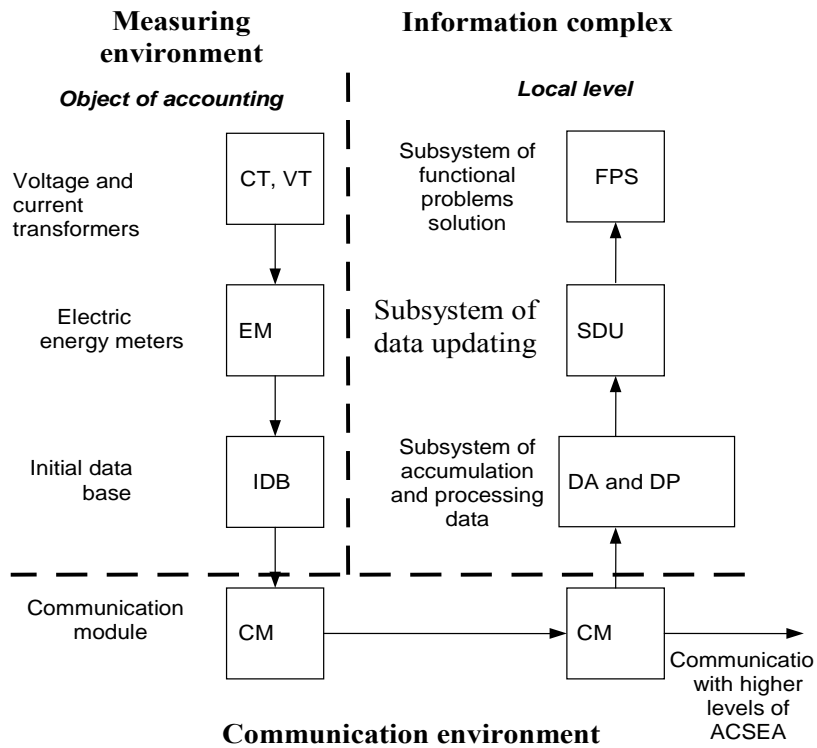 Measuring
environment
Information complex
Object of accounting
Local level
Voltage and
current
transformers
CT, VT
Subsystem of
functional
problems
solution
FPS
Electric
energy meters
EM
Subsystem of
data updating
SDU
Initial data
base
IDB
Subsystem of
accumulation
and processing
data
DA and DP
Communication
module
CM
CM
Communicatio
with higher
levels of
ACSEA
Communication environment